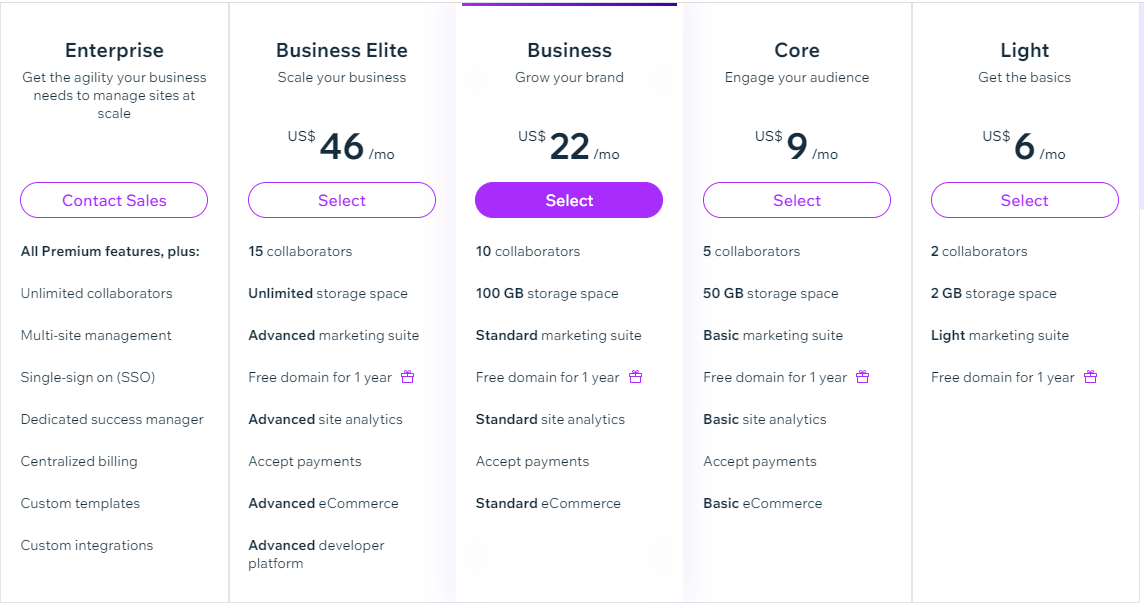 Enterprise
Get the agility your business
needs to manage sites at
scale
Contact Sales
All Premium features, plus:
Unlimited collaborators
Multi-site management
Single-sign on (SSO)
Dedicated success manager
Centralized billing
Custom templates
Custom integrations
Business Elite
Scale your business
US$ 46 /mo
Select
15 collaborators
Unlimited storage space
Advanced marketing suite
Free domain for 1 year
Advanced site analytics
Accept payments
Advanced eCommerce
Advanced developer
platform
Business
Grow your brand
US$ 22 /mo
Select
10 collaborators
100 GB storage space
Standard marketing suite
Free domain for 1 year
Standard site analytics
Accept payments
Standard eCommerce
Core
Engage your audience
US$ 9 /mo
Select
5 collaborators
50 GB storage space
Basic marketing suite
Free domain for 1 year
Basic site analytics
Accept payments
Basic eCommerce
Light
Get the basics
US$ 6 /mo
Select
2 collaborators
2 GB storage space
Light marketing suite
Free domain for 1 year